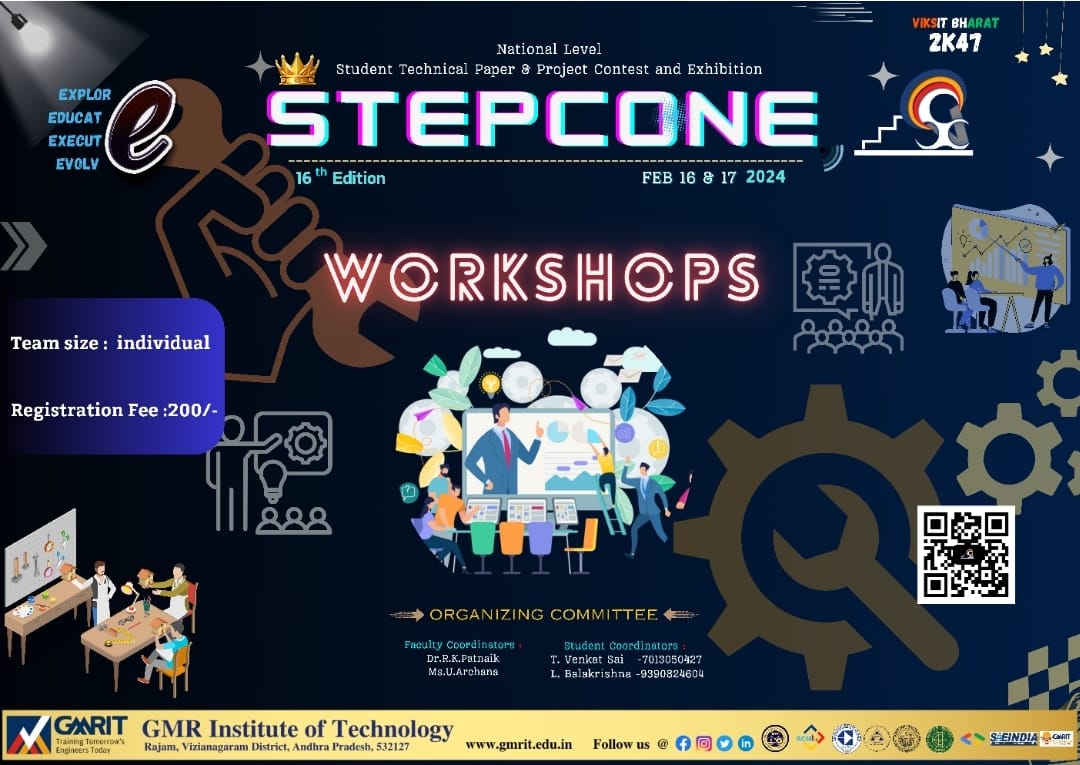 VIKSIT BHARAT
2K47
National Level
Student Technical Paper & Project Contest and Exhibition
STEPCONE
16th Edition
FEB 16 & 17 2024
EXPLOR
EDUCAT
EXECUT
EVOLV
e
WORKSHOPS
Team size : individual
Registration Fee :200/-
ORGANIZING COMMITTEE
Faculty Coordinators :
Dr.R.K.Patnaik
Ms.U.Archana
Student Coordinators :
T. Venkat Sai -7013050427
L. Balakrishna -9390824604
GMRIT
Training Tomorrow's
Engineers Today
GMR Institute of Technology
Rajam, Vizianagaram District, Andhra Pradesh, 532127
www.gmrit.edu.in
Follow us @
SAEINDIA
GMRIT